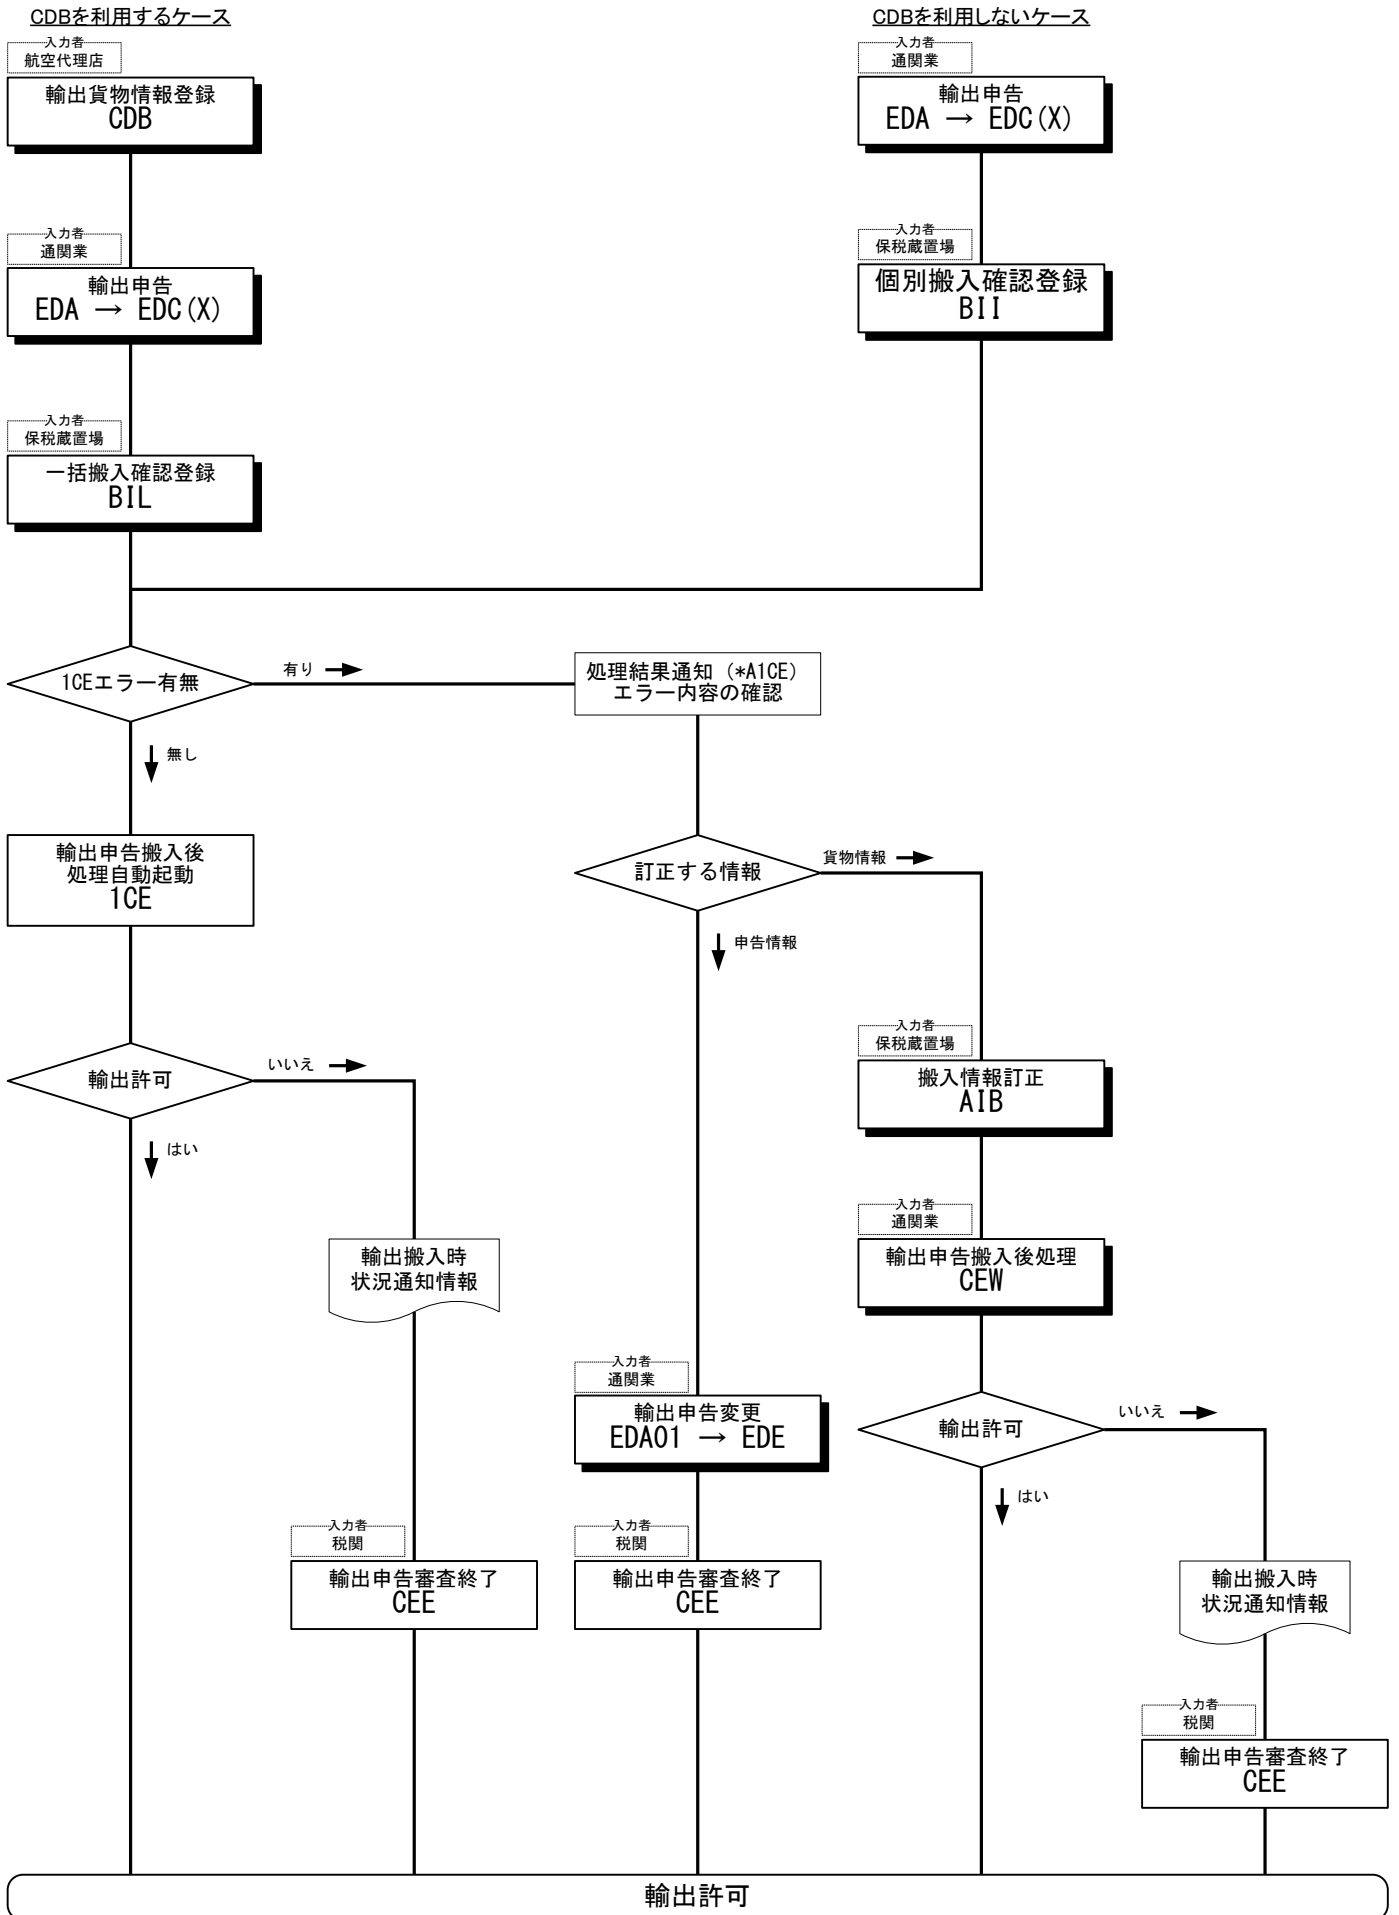 CDBを利用するケース
入力者
航空代理店
輸出貨物情報登録
CDB
入力者
通関業
輸出申告
EDA → EDC(X)
入力者
保税蔵置場
一括搬入確認登録
BIL
CDBを利用しないケース
入力者
通関業
輸出申告
EDA → EDC(X)
入力者
保税蔵置場
個別搬入確認登録
BII
1CEエラー有無
有り
無し
処理結果通知(*A1CE)
エラー内容の確認
輸出申告搬入後
処理自動起動
1CE
訂正する情報
貨物情報
申告情報
輸出許可
いいえ
はい
入力者
保税蔵置場
搬入情報訂正
AIB
入力者
通関業
輸出申告搬入後処理
CEW
輸出搬入時
状況通知情報
入力者
通関業
輸出申告変更
EDA01 → EDE
輸出許可
いいえ
はい
入力者
税関
輸出申告審査終了
CEE
入力者
税関
輸出申告審査終了
CEE
輸出搬入時
状況通知情報
入力者
税関
輸出申告審査終了
CEE
輸出許可